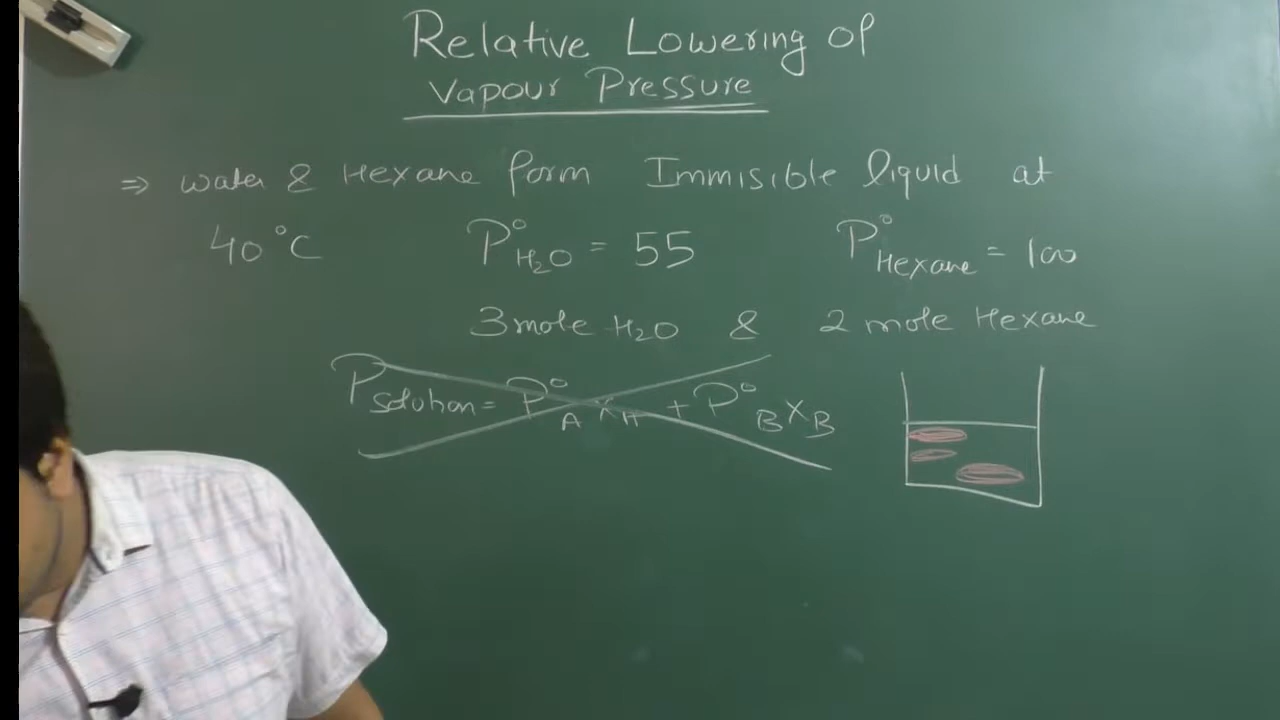 Relative Lowering of
Vapour Pressure
⇒ water & Hexane form Immisible liquid at
40°C P°H₂O = 55 P°Hexane = 100
3 mole H₂O & 2 mole Hexane
Psolution = P°A XA + P°B XB